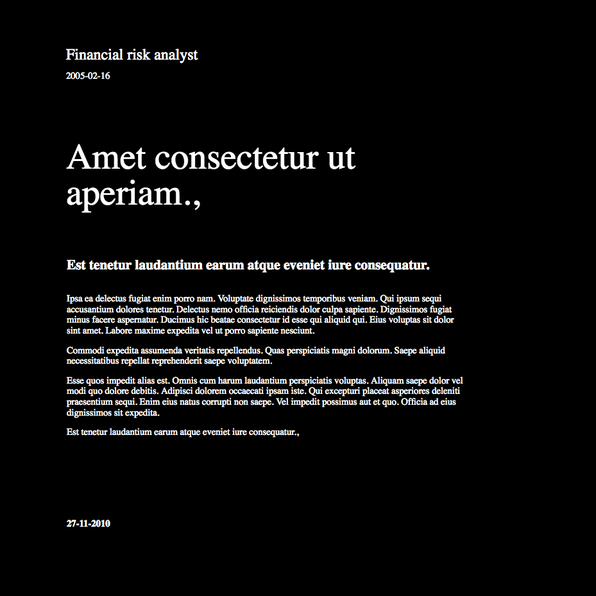 Financial risk analyst
2005-02-16
Amet consectetur ut
aperiam.,
Est tenetur laudantium earum atque eveniet iure consequatur.
Ipsa ea delectus fugiat enim porro nam. Voluptate dignissimos temporibus veniam. Qui ipsum sequi
accusantium dolores tenetur. Delectus nemo officia reiciendis dolor culpa sapiente. Dignissimos fugiat
minus facere aspernatur. Ducimus hic beatae consectetur id esse qui aliquid qui. Eius voluptas sit dolor
sint amet. Labore maxime expedita vel ut porro sapiente nesciunt.
Commodi expedita assumenda veritatis repellendus. Quas perspiciatis magni dolorum. Saepe aliquid
necessitatibus repellat reprehenderit saepe voluptatem.
Esse quos impedit alias est. Omnis cum harum laudantium perspiciatis voluptas. Aliquam saepe dolor vel
modi quo dolore debitis. Adipisci dolorem occaecati ipsam iste. Qui excepturi placeat asperiores deleniti
praesentium sequi. Enim eius natus corrupti non saepe. Vel impedit possimus aut et quo. Officia ad eius
dignissimos sit expedita.
Est tenetur laudantium earum atque eveniet iure consequatur.,
27-11-2010